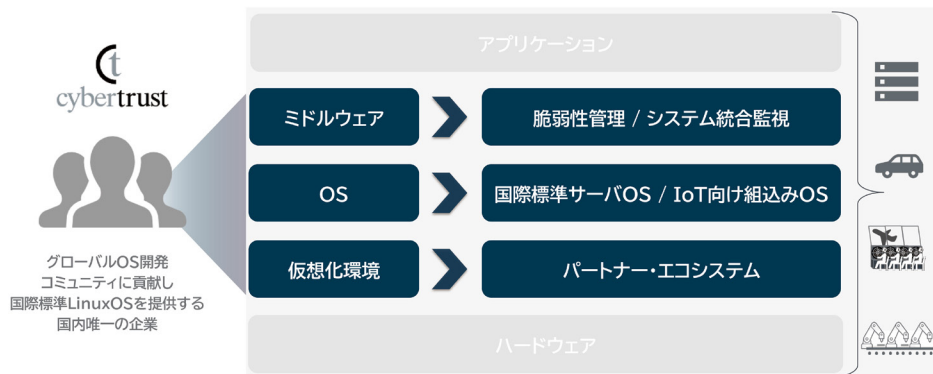 cybertrust
グローバルOS開発
コミュニティに貢献し
国際標準LinuxOSを提供する
国内唯一の企業
アプリケーション
ミドルウェア
脆弱性管理 / システム統合監視
OS
国際標準サーバOS / IoT向け組込みOS
仮想化環境
パートナー・エコシステム
ハードウェア